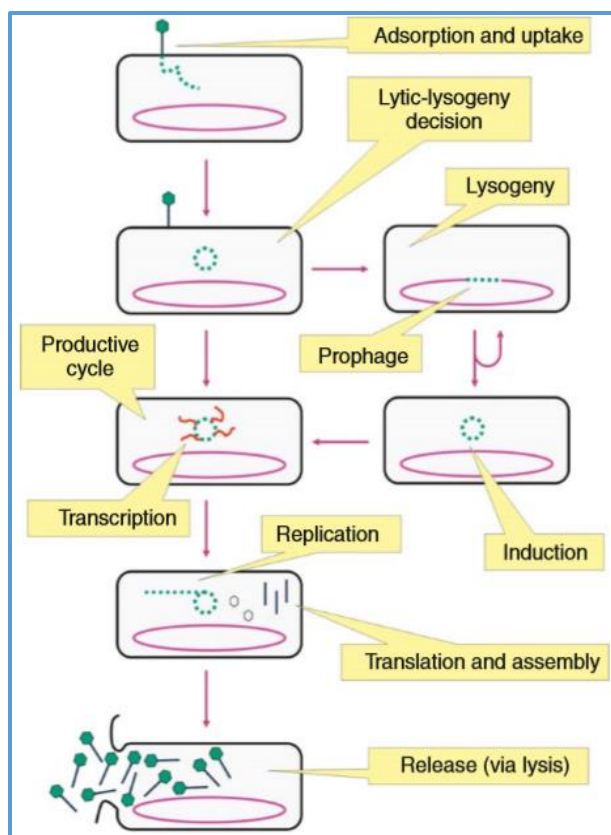 Adsorption and uptake
Lytic-lysogeny
decision
Lysogeny
Prophage
Productive
cycle
Transcription
Induction
Replication
Translation and assembly
Release (via lysis)